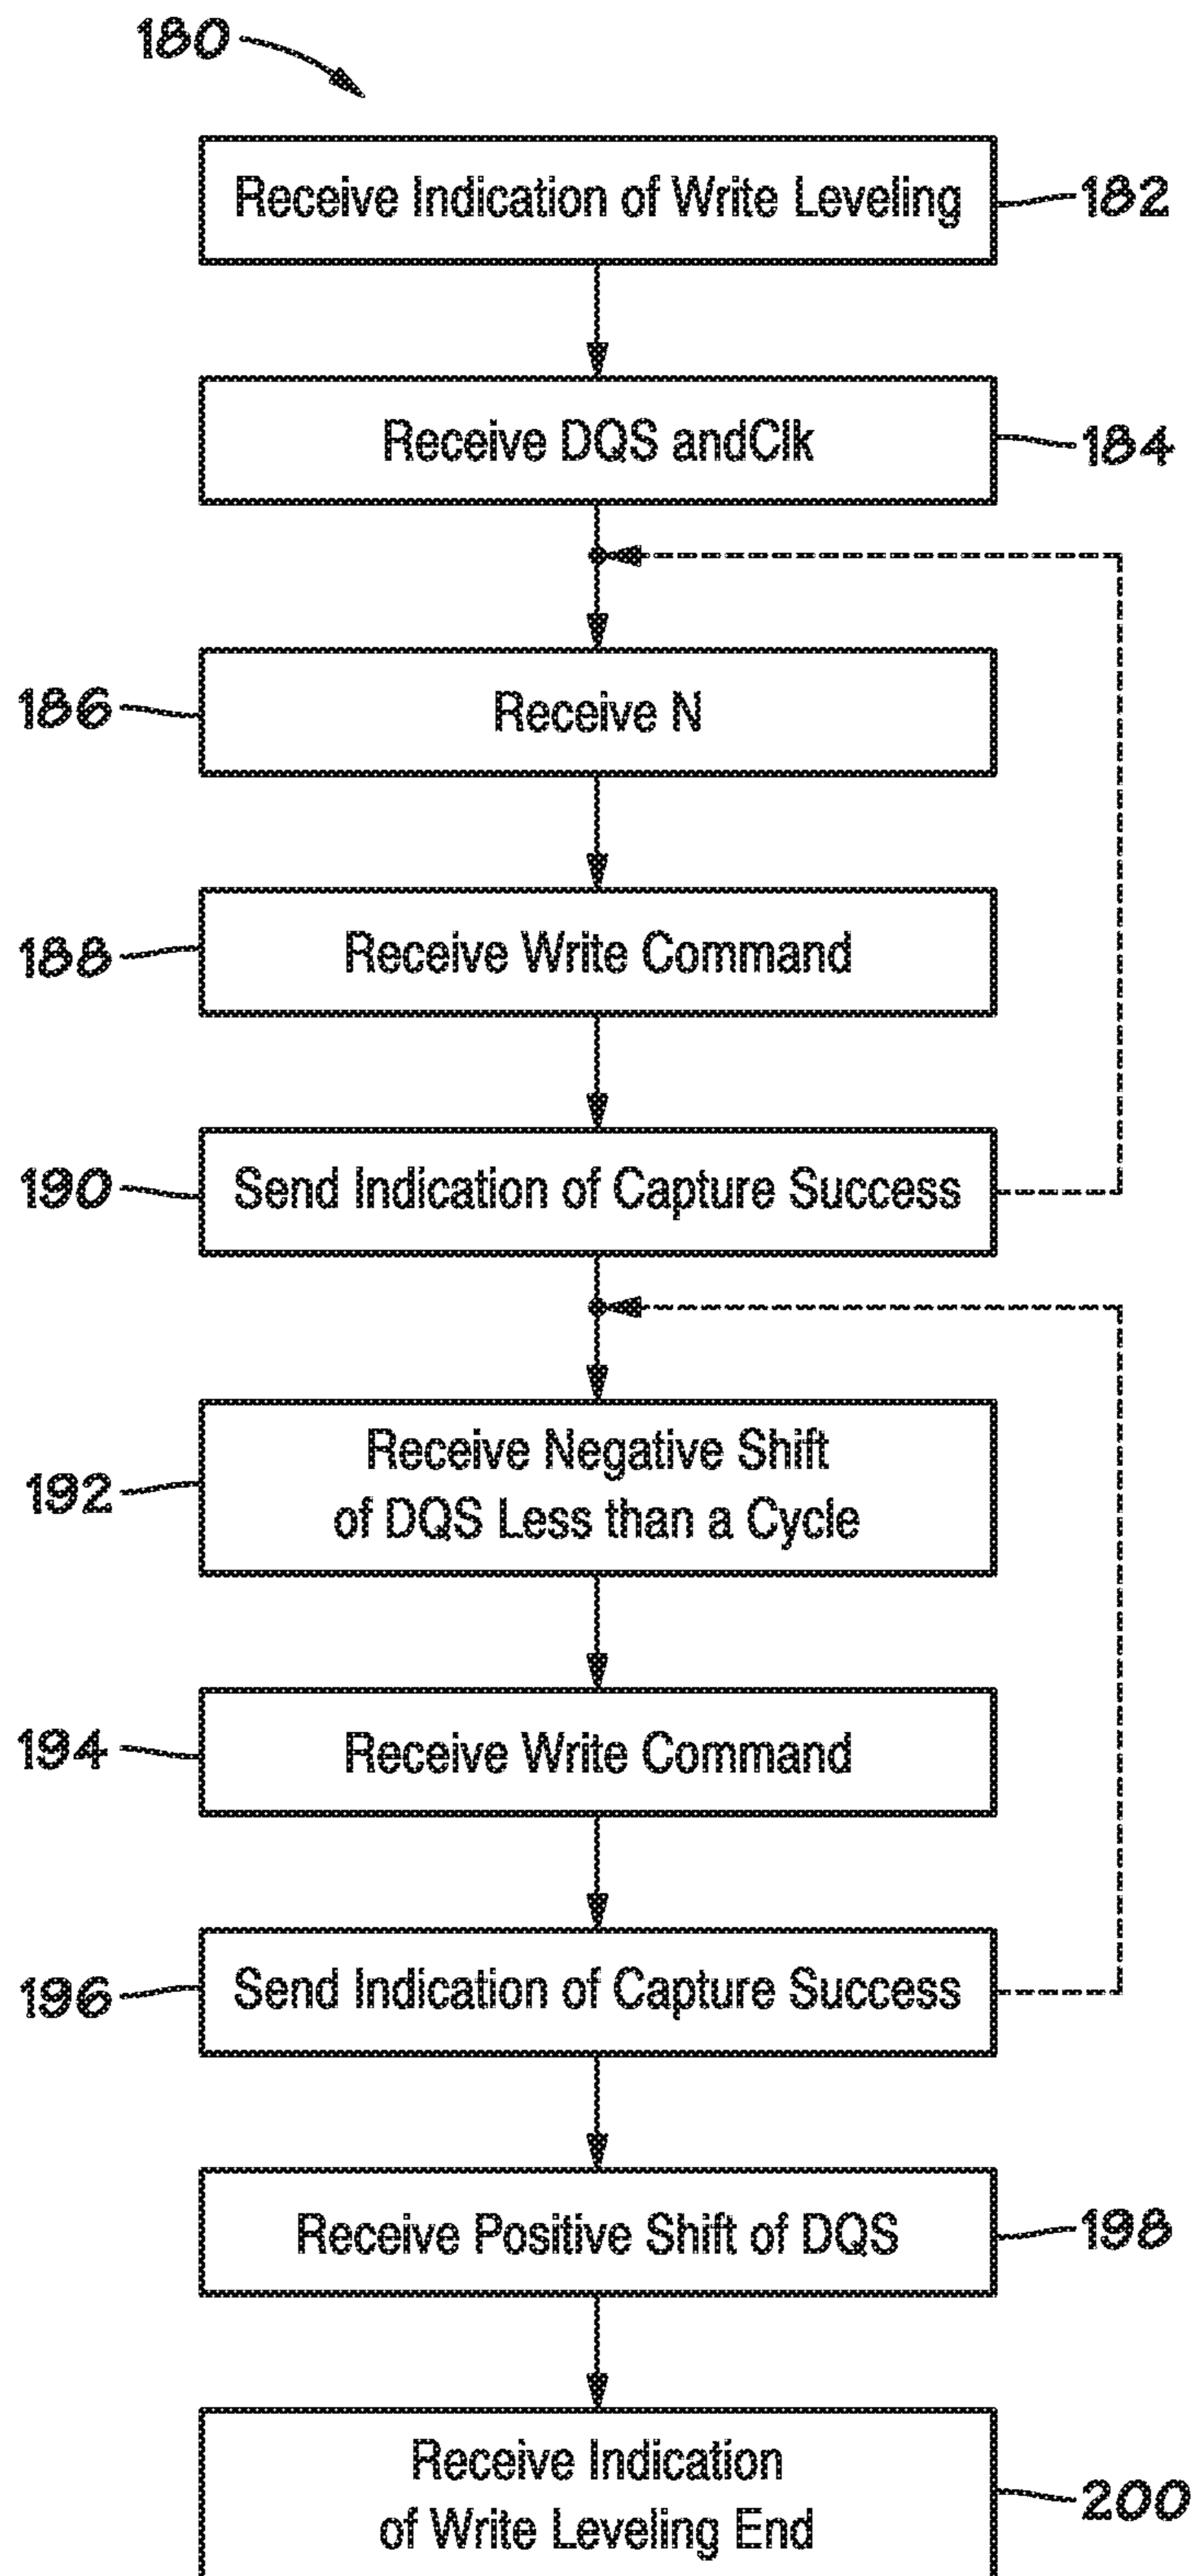 180
Receive Indication of Write Leveling
182
Receive DQS andClk
184
186
Receive N
188
Receive Write Command
190
Send Indication of Capture Success
192
Receive Negative Shift
of DQS Less than a Cycle
194
Receive Write Command
196
Send Indication of Capture Success
Receive Positive Shift of DQS
198
Receive Indication
of Write Leveling End
200